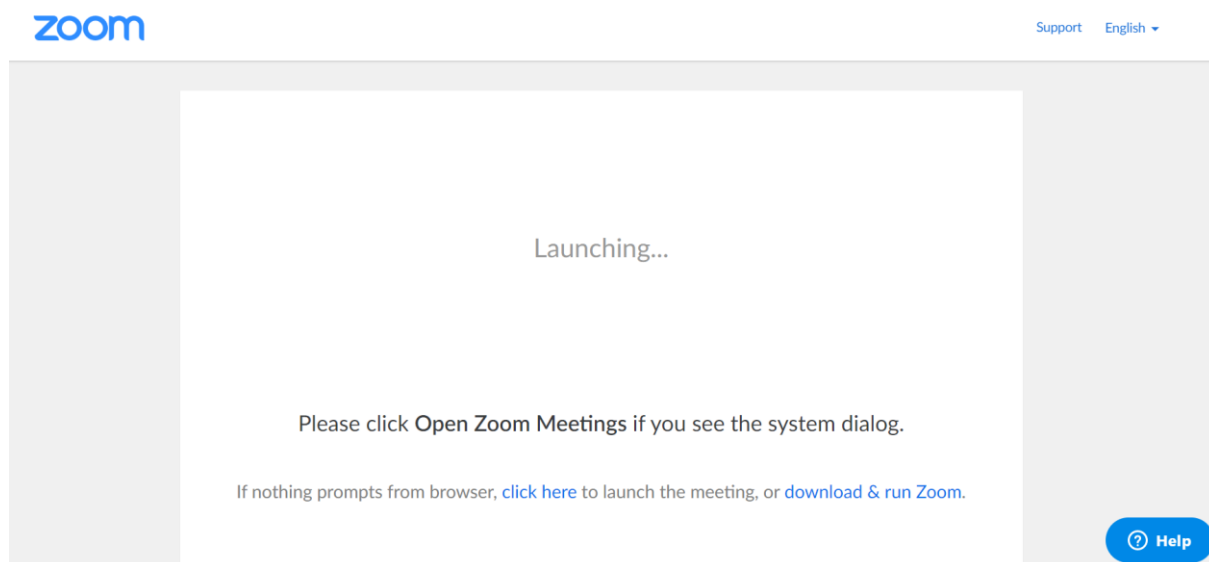 zoom
Support English
Launching...
Please click Open Zoom Meetings if you see the system dialog.
If nothing prompts from browser, click here to launch the meeting, or download & run Zoom.
? Help